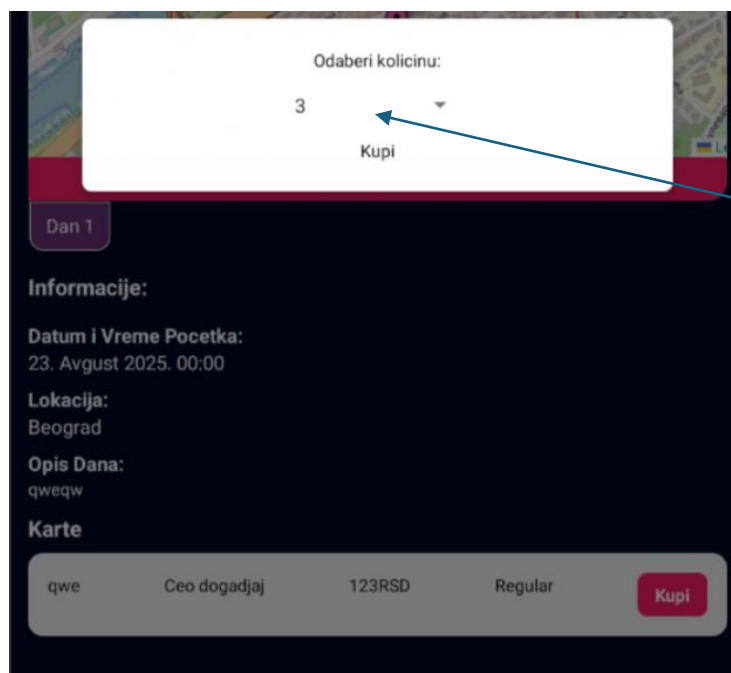 Odaberi kolicinu:
3
Kupi
Dan 1
Informacije:
Datum i Vreme Pocetka:
23. Avgust 2025. 00:00
Lokacija:
Beograd
Opis Dana:
qweqw
Karte
qwe Ceo dogadjaj 123RSD Regular Kupi